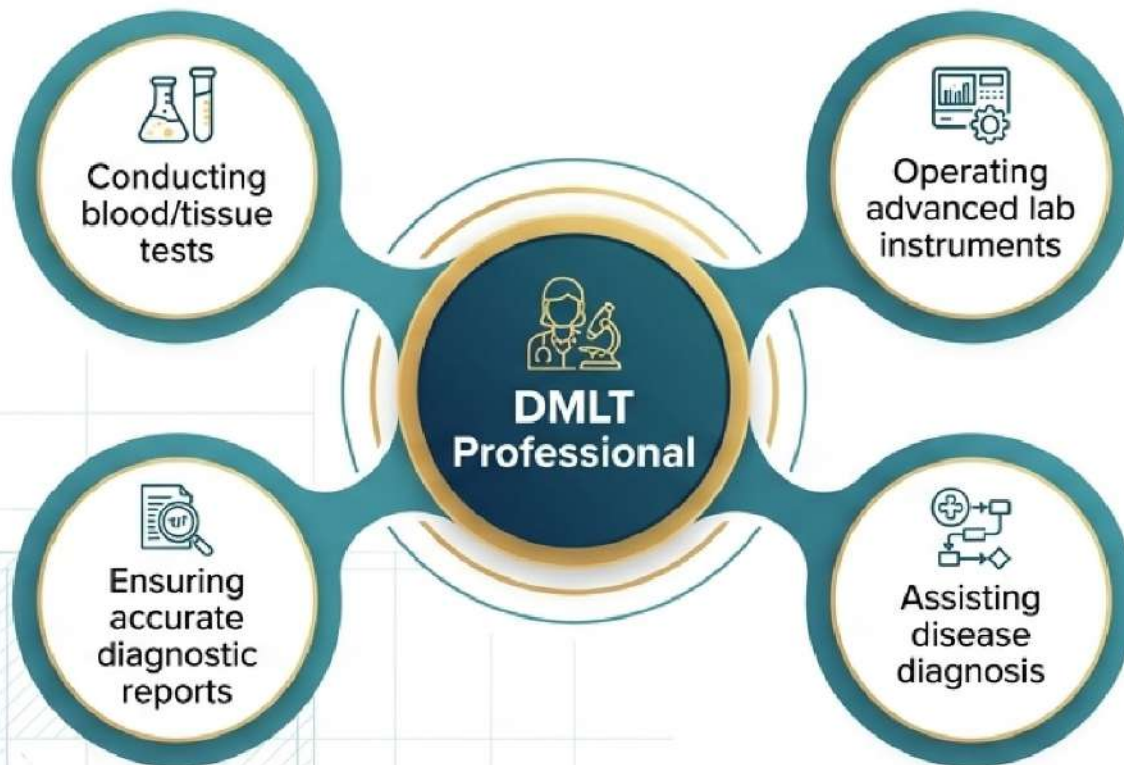 Conducting
blood/tissue
tests
Operating
advanced lab
instruments
DMLT
Professional
Ensuring
accurate
diagnostic
reports
Assisting
disease
diagnosis